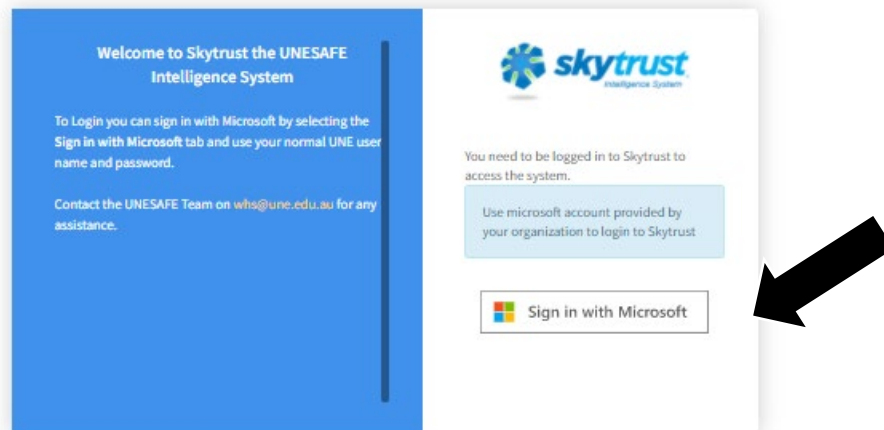 Welcome to Skytrust the UNESAFE
Intelligence System
To Login you can sign in with Microsoft by selecting the
Sign in with Microsoft tab and use your normal UNE user
name and password.
Contact the UNESAFE Team on whs@une.edu.au for any
assistance.
skytrust
Intelligence System
You need to be logged in to Skytrust to
access the system.
Use microsoft account provided by
your organization to login to Skytrust
Sign in with Microsoft